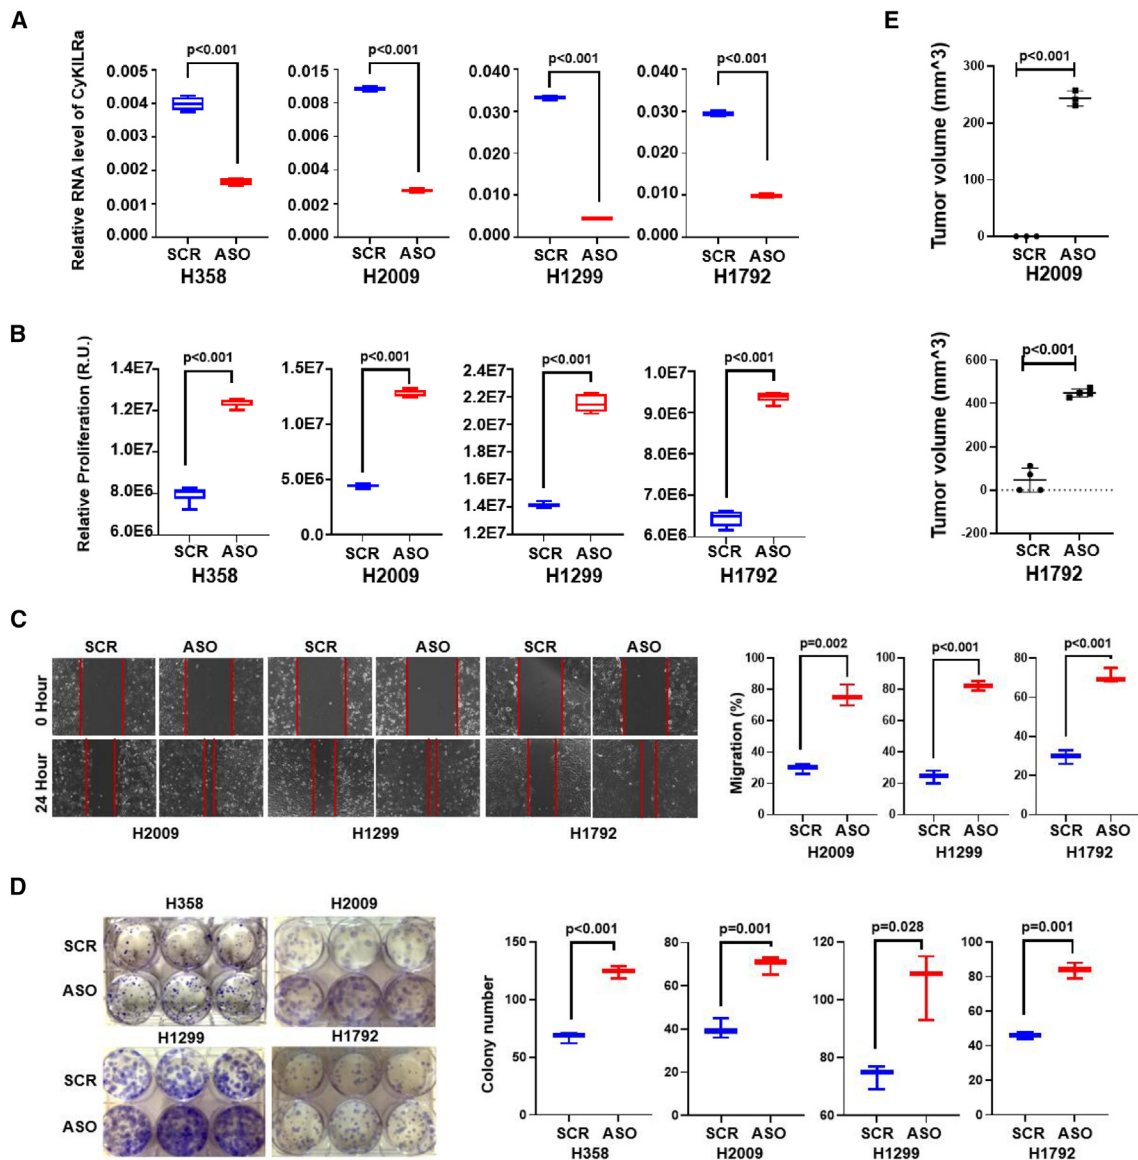 A
Relative RNA level of CyKILRa
p<0.001
0.005
0.004
0.003
0.002
0.001
0.000
SCR ASO
H358
p<0.001
0.015
0.012
0.009
0.006
0.003
0.000
SCR ASO
H2009
p<0.001
0.040
0.030
0.020
0.010
0.000
SCR ASO
H1299
p<0.001
0.040
0.030
0.020
0.010
0.000
SCR ASO
H1792
E
Tumor volume (mm^3)
p<0.001
300
200
100
0
SCR ASO
H2009
Tumor volume (mm^3)
p<0.001
600
400
200
0
-200
SCR ASO
H1792
B
Relative Proliferation (R.U.)
p<0.001
1.4E7
1.2E7
1.0E7
8.0E6
6.0E6
SCR ASO
H358
p<0.001
1.5E7
1.0E7
5.0E6
0.0
SCR ASO
H2009
p<0.001
2.4E7
2.2E7
2.0E7
1.8E7
1.6E7
1.4E7
1.2E7
SCR ASO
H1299
p<0.001
1.0E7
9.0E6
8.0E6
7.0E6
6.0E6
SCR ASO
H1792
C
SCR ASO SCR ASO SCR ASO
0 Hour
24 Hour
H2009 H1299 H1792
Migration (%)
p=0.002
100
80
60
40
20
0
SCR ASO
H2009
p<0.001
100
80
60
40
20
0
SCR ASO
H1299
p<0.001
80
60
40
20
0
SCR ASO
H1792
D
H358 H2009
SCR
ASO
H1299 H1792
SCR
ASO
Colony number
p<0.001
150
100
50
0
SCR ASO
H358
p=0.001
80
60
40
20
0
SCR ASO
H2009
p=0.028
120
100
80
60
SCR ASO
H1299
p=0.001
100
80
60
40
20
0
SCR ASO
H1792